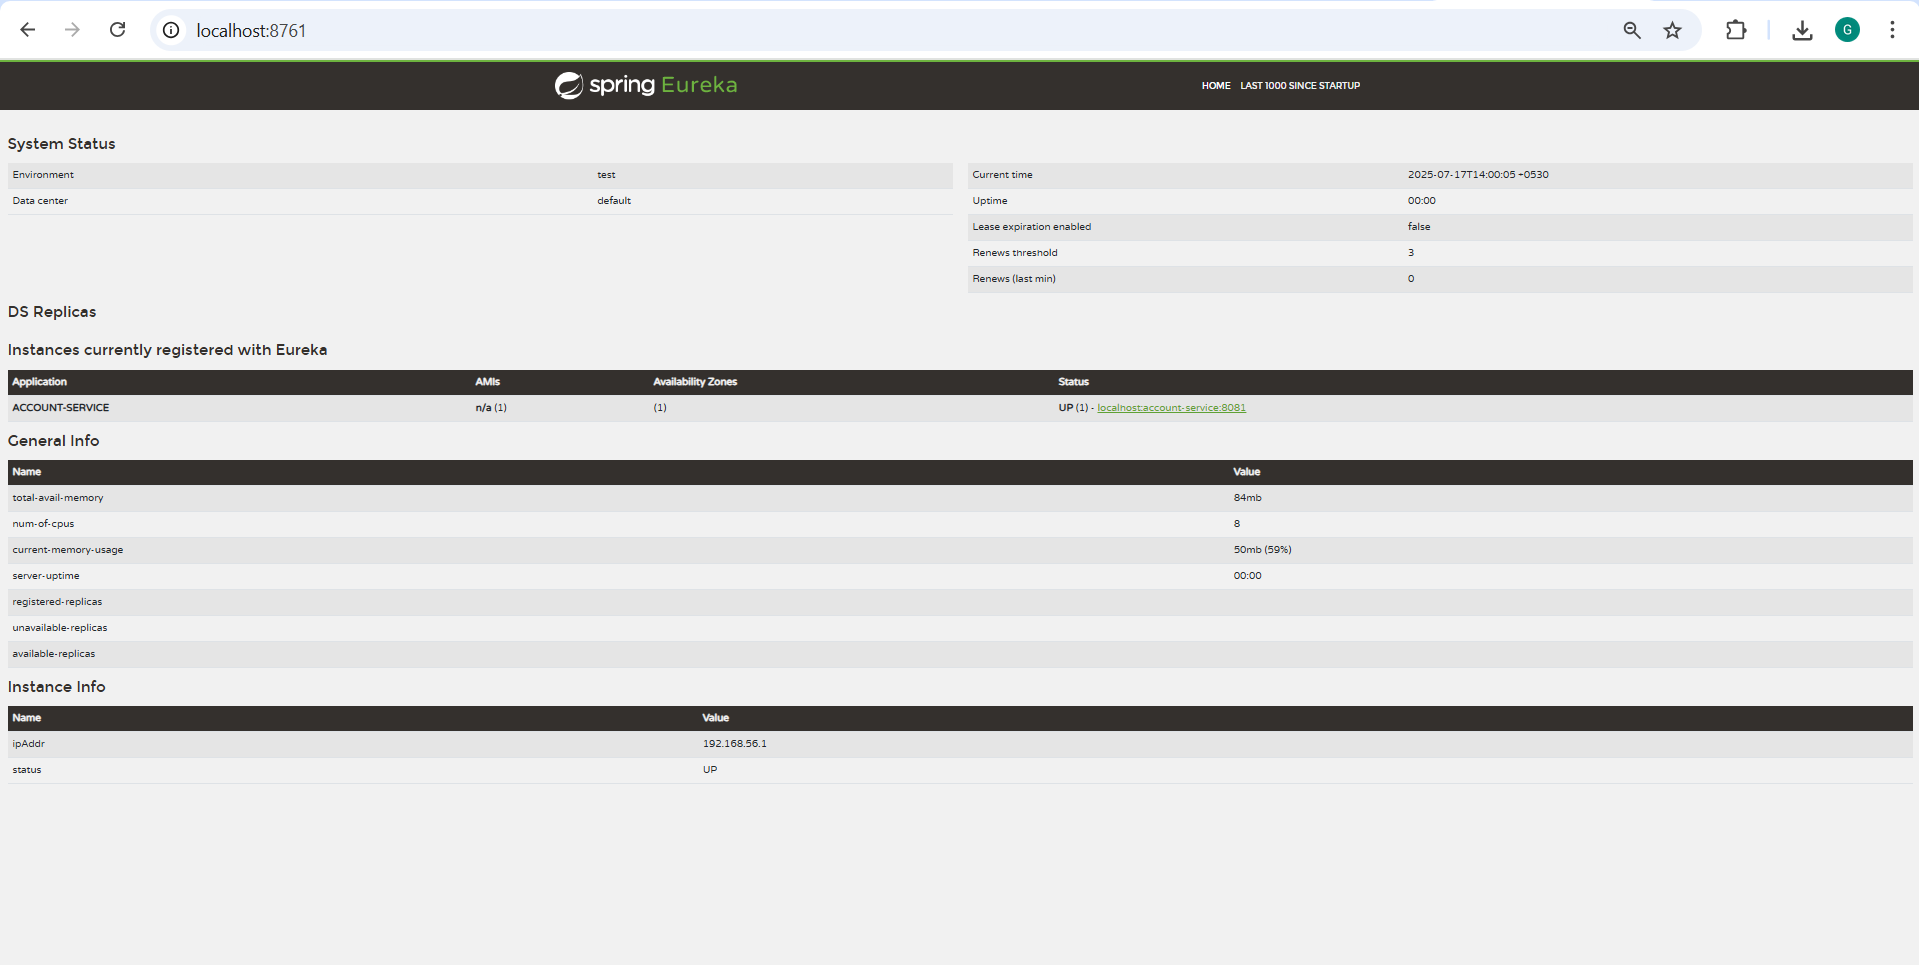 localhost:8761
G
spring Eureka
HOME LAST 1000 SINCE STARTUP
System Status
Environment test
Data center default
Current time 2025-07-17T14:00:05 +0530
Uptime 00:00
Lease expiration enabled false
Renews threshold 3
Renews (last min) 0
DS Replicas
Instances currently registered with Eureka
Application AMIs Availability Zones Status
ACCOUNT-SERVICE n/a (1) (1) UP (1) - localhost:account-service:8081
General Info
Name Value
total-avail-memory 84mb
num-of-cpus 8
current-memory-usage 50mb (59%)
server-uptime 00:00
registered-replicas
unavailable-replicas
available-replicas
Instance Info
Name Value
ipAddr 192.168.56.1
status UP